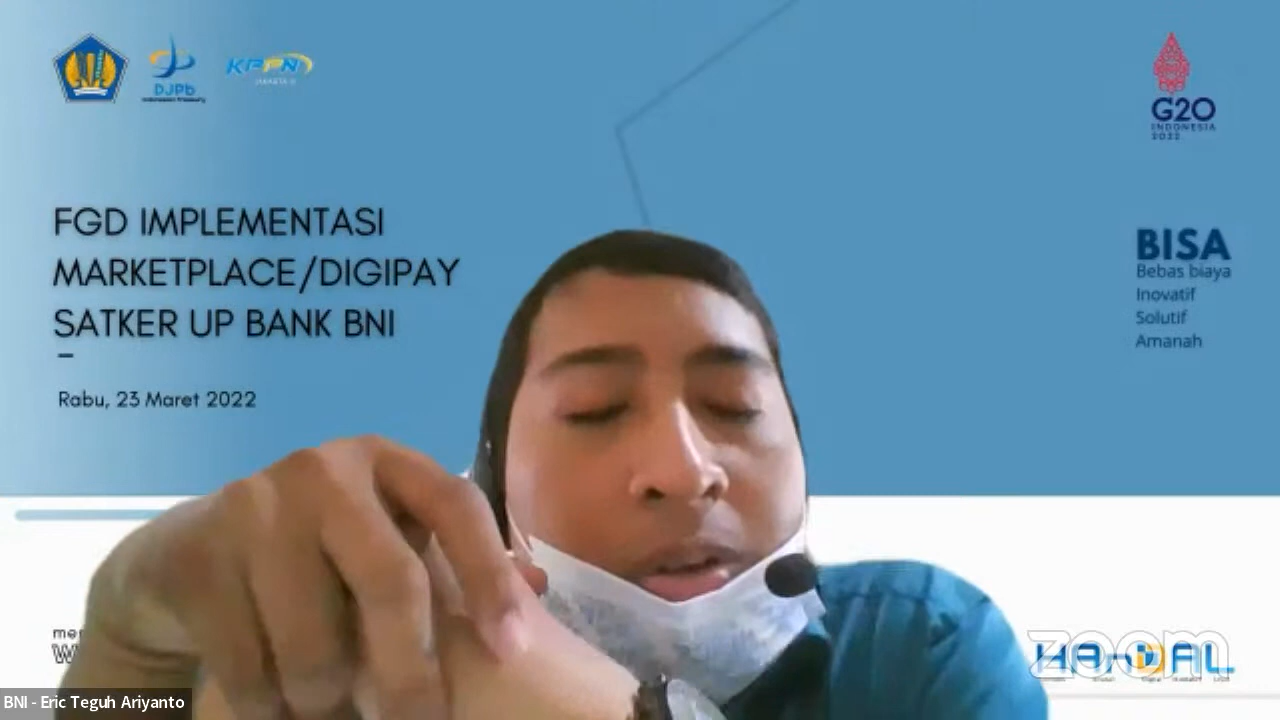 DJPb
KPPN
G20
INDONESIA
2022
FGD IMPLEMENTASI
MARKETPLACE/DIGIPAY
SATKER UP BANK BNI
Rabu, 23 Maret 2022
BISA
Bebas biaya
Inovatif
Solutif
Amanah
zoom
HAnDAL
BNI - Eric Teguh Ariyanto